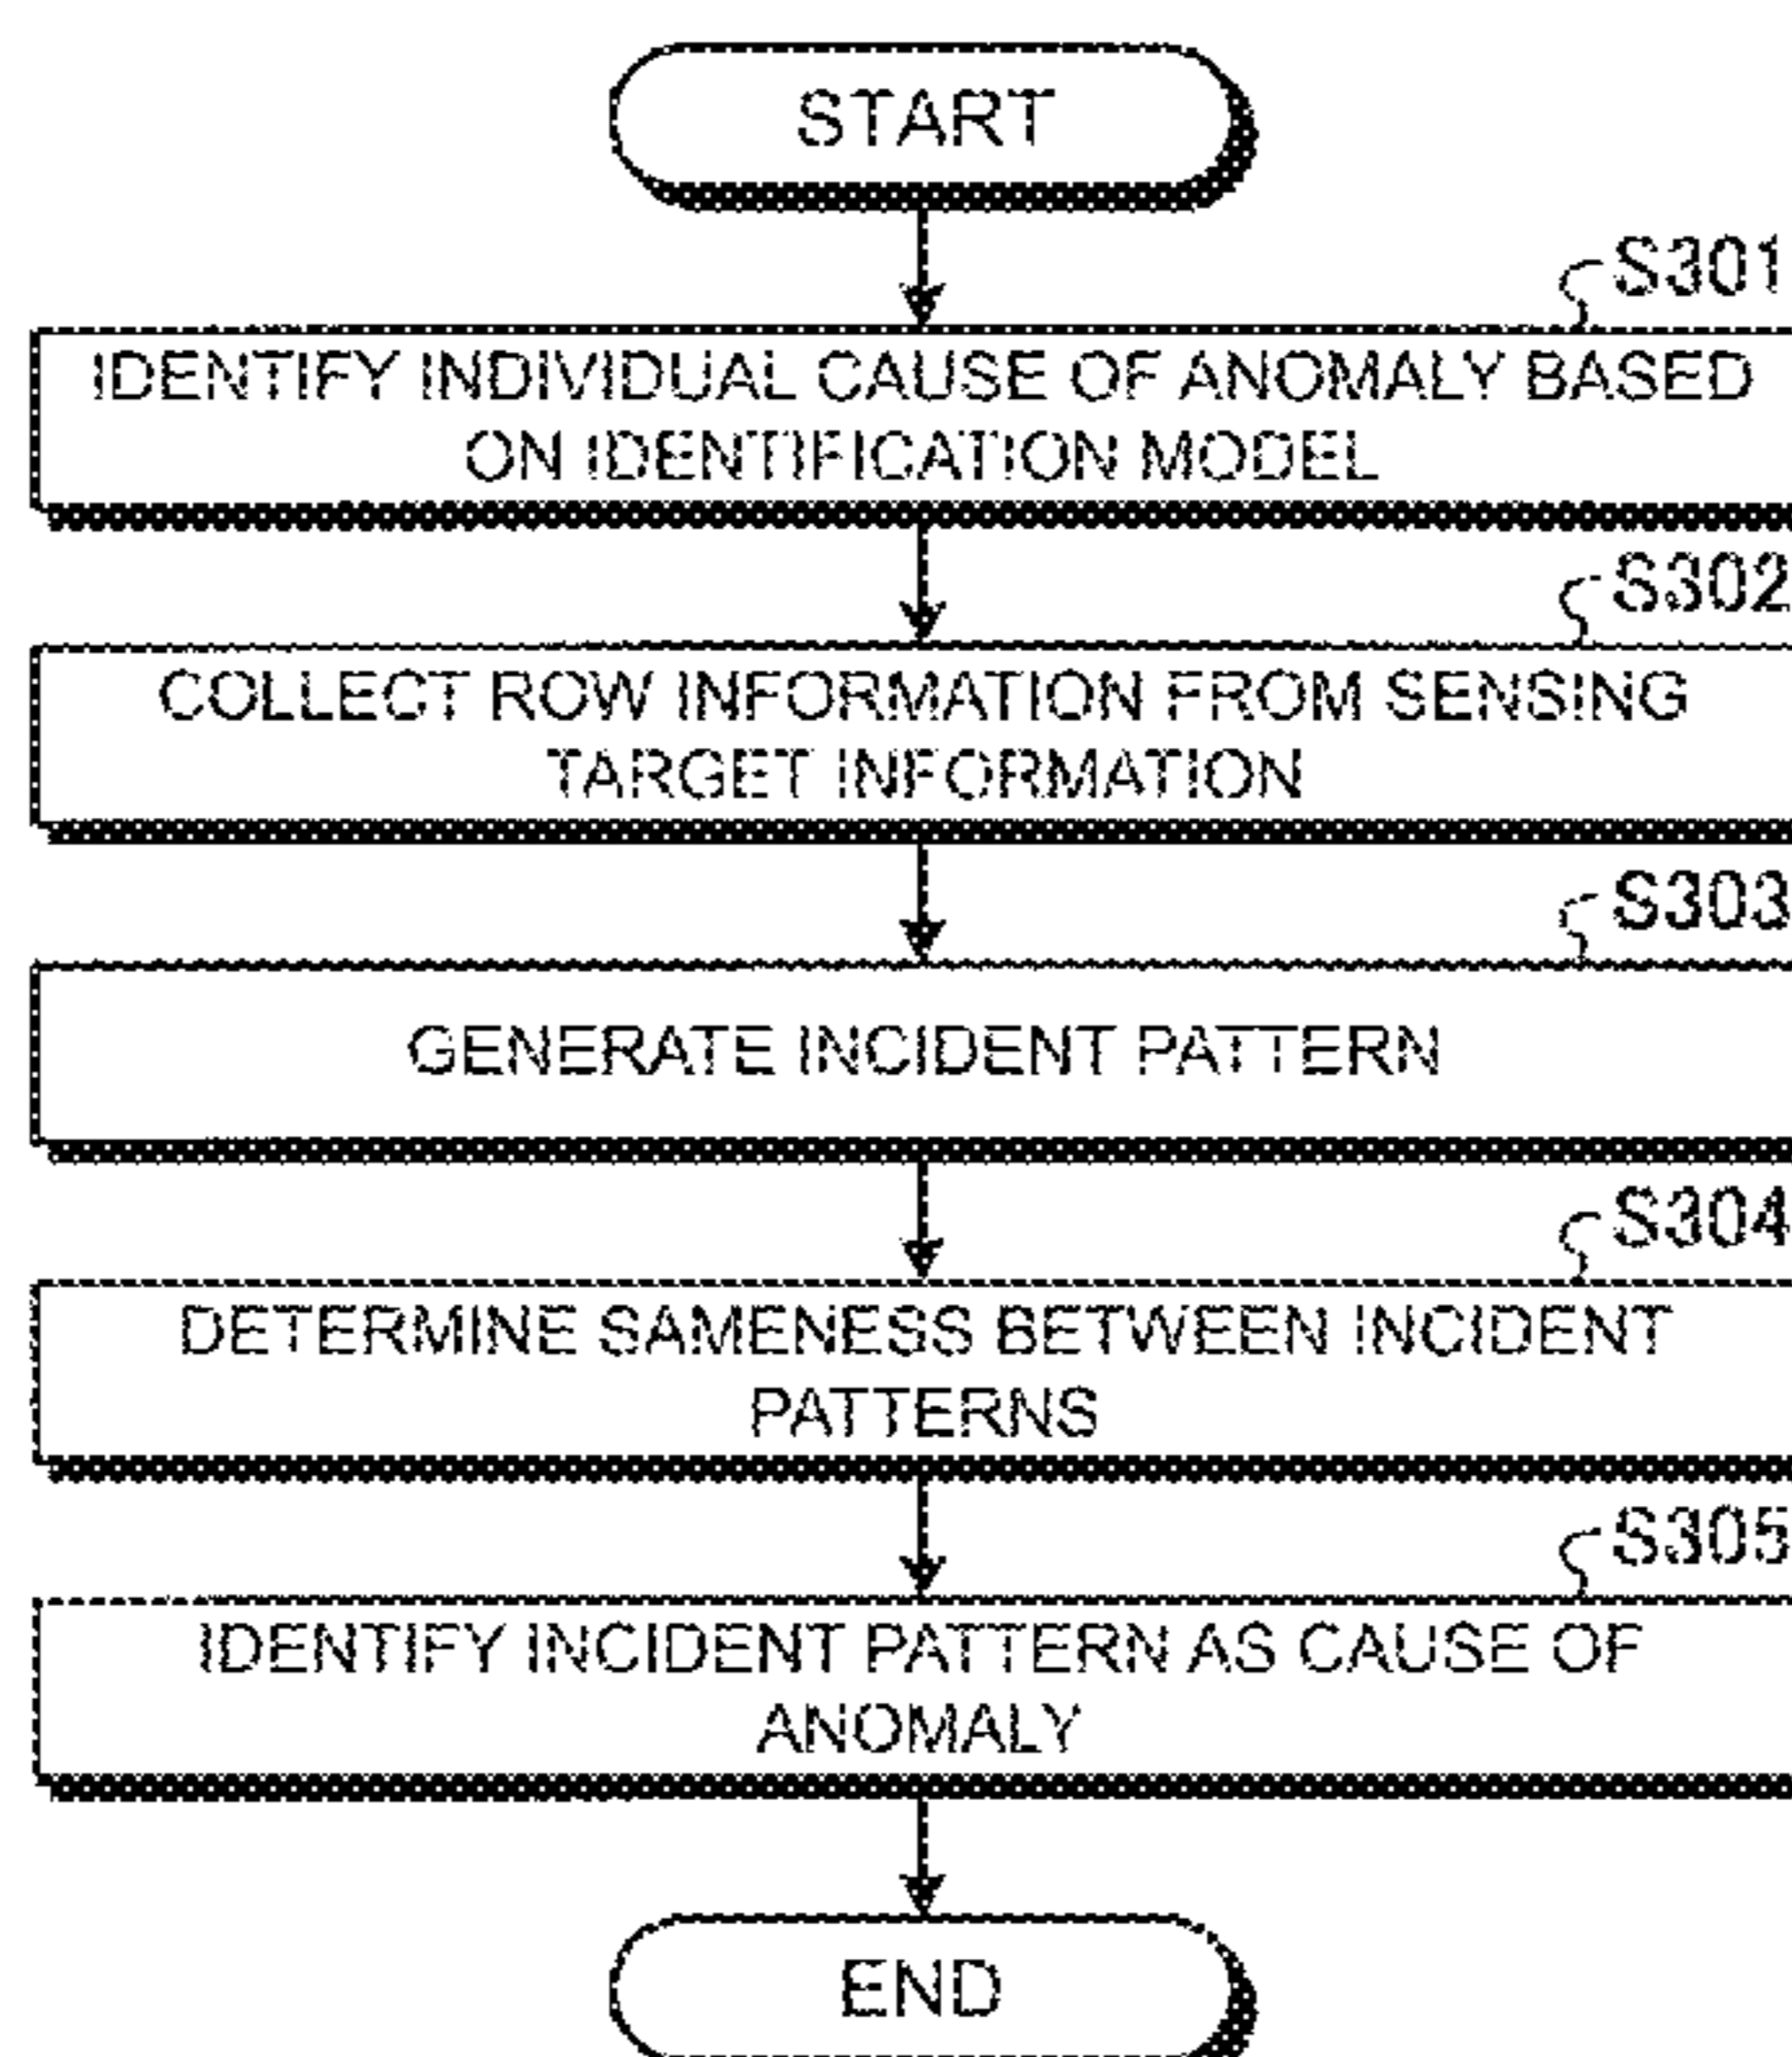 START
S301
IDENTIFY INDIVIDUAL CAUSE OF ANOMALY BASED
ON IDENTIFICATION MODEL
S302
COLLECT ROW INFORMATION FROM SENSING
TARGET INFORMATION
S303
GENERATE INCIDENT PATTERN
S304
DETERMINE SAMENESS BETWEEN INCIDENT
PATTERNS
S305
IDENTIFY INCIDENT PATTERN AS CAUSE OF
ANOMALY
END